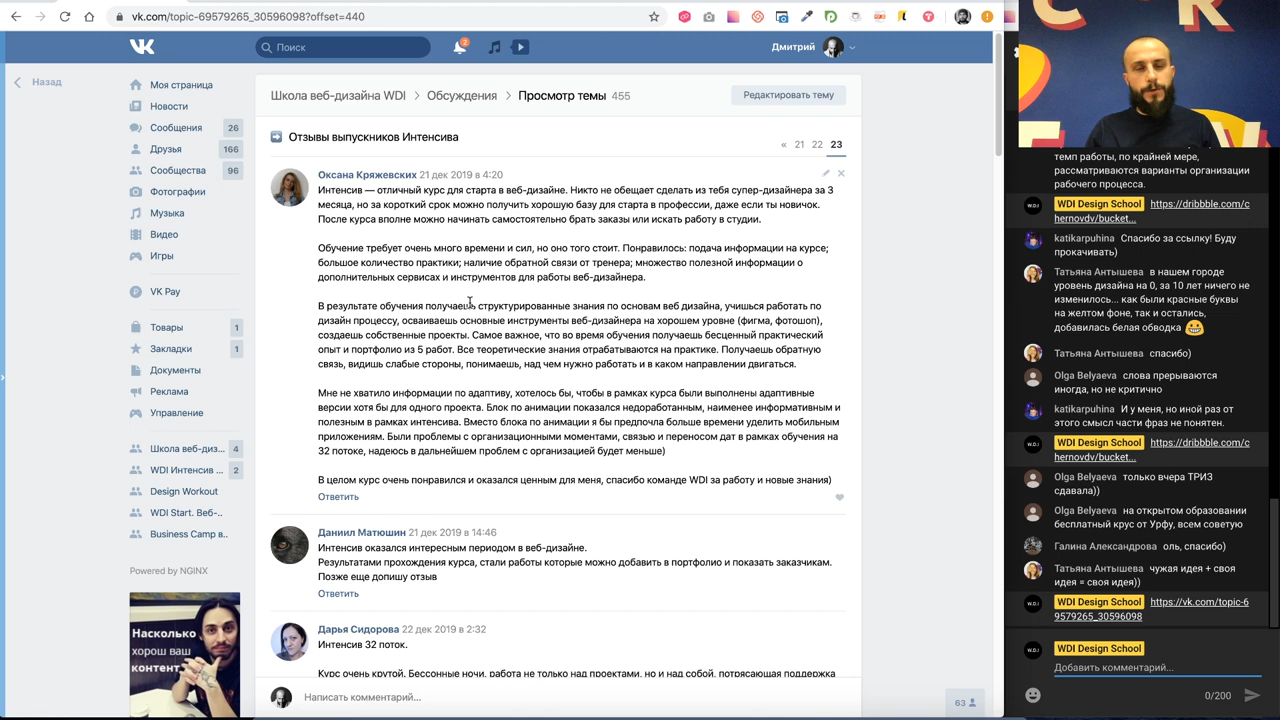 vk.com/topic-69579265_30596098?offset=440
Поиск
2
Дмитрий
Назад
Моя страница
Новости
Сообщения 26
Друзья 166
Сообщества 96
Фотографии
Музыка
Видео
Игры
VK Pay
Товары 1
Закладки 1
Документы
Реклама
Управление
Школа веб-диз... 4
WDI Интенсив ... 2
Design Workout
WDI Start. Веб-..
Business Camp в..
Powered by NGINX
Насколько
хорош ваш
контент
Школа веб-дизайна WDI > Обсуждения > Просмотр темы 455
Редактировать тему
Отзывы выпускников Интенсива
« 21 22 23
Оксана Кряжевских 21 дек 2019 в 4:20
Интенсив — отличный курс для старта в веб-дизайне. Никто не обещает сделать из тебя супер-дизайнера за 3
месяца, но за короткий срок можно получить хорошую базу для старта в профессии, даже если ты новичок.
После курса вполне можно начинать самостоятельно брать заказы или искать работу в студии.
Обучение требует очень много времени и сил, но оно того стоит. Понравилось: подача информации на курсе;
большое количество практики; наличие обратной связи от тренера; множество полезной информации о
дополнительных сервисах и инструментов для работы веб-дизайнера.
В результате обучения получаешь структурированные знания по основам веб дизайна, учишься работать по
дизайн процессу, осваиваешь основные инструменты веб-дизайнера на хорошем уровне (фигма, фотошоп),
создаешь собственные проекты. Самое важное, что во время обучения получаешь бесценный практический
опыт и портфолио из 5 работ. Все теоретические знания отрабатываются на практике. Получаешь обратную
связь, видишь слабые стороны, понимаешь, над чем нужно работать и в каком направлении двигаться.
Мне не хватило информации по адаптиву, хотелось бы, чтобы в рамках курса были выполнены адаптивные
версии хотя бы для одного проекта. Блок по анимации показался недоработанным, наименее информативным и
полезным в рамках интенсива. Вместо блока по анимации я бы предпочла больше времени уделить мобильным
приложениям. Были проблемы с организационными моментами, связью и переносом дат в рамках обучения на
32 потоке, надеюсь в дальнейшем проблем с организацией будет меньше)
В целом курс очень понравился и оказался ценным для меня, спасибо команде WDI за работу и новые знания)
Ответить
Даниил Матюшин 21 дек 2019 в 14:46
Интенсив оказался интересным периодом в веб-дизайне.
Результатами прохождения курса, стали работы которые можно добавить в портфолио и показать заказчикам.
Позже еще допишу отзыв
Ответить
Дарья Сидорова 22 дек 2019 в 2:32
Интенсив 32 поток.
Курс очень крутой. Бессонные ночи, работа не только над проектами, но и над собой, потрясающая поддержка
Написать комментарий...
63
темп работы, по крайней мере,
рассматриваются варианты организации
рабочего процесса.
WDI Design School https://dribbble.com/c
hernovdv/bucket...
katikarpuhina Спасибо за ссылку! Буду
прокачивать)
Татьяна Антышева в нашем городе
уровень дизайна на 0, за 10 лет ничего не
изменилось... как были красные буквы
на желтом фоне, так и остались,
добавилась белая обводка
Татьяна Антышева спасибо)
Olga Belyaeva слова прерываются
иногда, но не критично
katikarpuhina И у меня, но иной раз от
этого смысл части фраз не понятен.
WDI Design School https://dribbble.com/c
hernovdv/bucket...
Olga Belyaeva только вчера ТРИЗ
сдавала))
Olga Belyaeva на открытом образовании
бесплатный крус от Урфу, всем советую
Галина Александрова оль, спасибо)
Татьяна Антышева чужая идея + своя
идея = своя идея))
WDI Design School https://vk.com/topic-6
9579265_30596098
WDI Design School
Добавить комментарий...
0/200